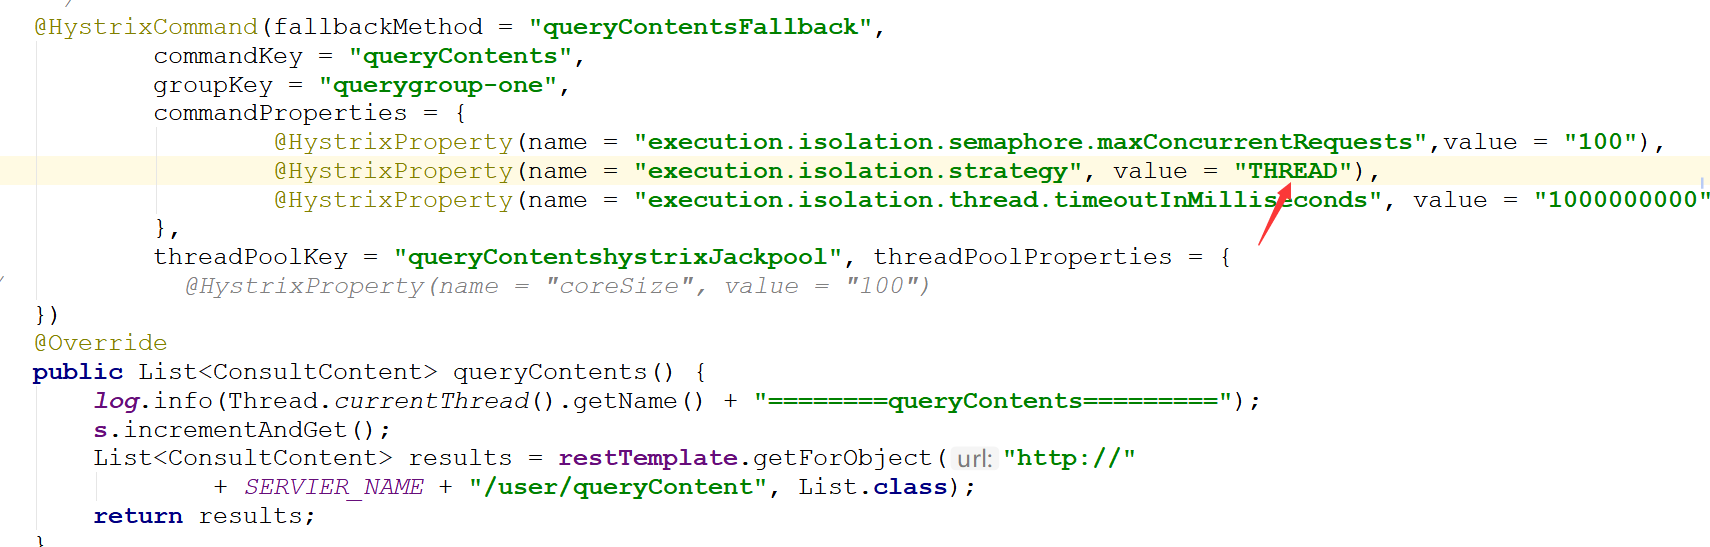 @HystrixCommand(fallbackMethod = "queryContentsFallback",
commandKey = "queryContents",
groupKey = "querygroup-one",
commandProperties = {
@HystrixProperty(name = "execution.isolation.semaphore.maxConcurrentRequests",value = "100"),
@HystrixProperty(name = "execution.isolation.strategy", value = "THREAD"),
@HystrixProperty(name = "execution.isolation.thread.timeoutInMilliseconds", value = "1000000000"
},
threadPoolKey = "queryContentshystrixJackpool", threadPoolProperties = {
@HystrixProperty(name = "coreSize", value = "100")
})
@Override
public List<ConsultContent> queryContents() {
log.info(Thread.currentThread().getName() + "========queryContents=========");
s.incrementAndGet();
List<ConsultContent> results = restTemplate.getForObject( url: "http://"
+ SERVIER_NAME + "/user/queryContent", List.class);
return results;
}